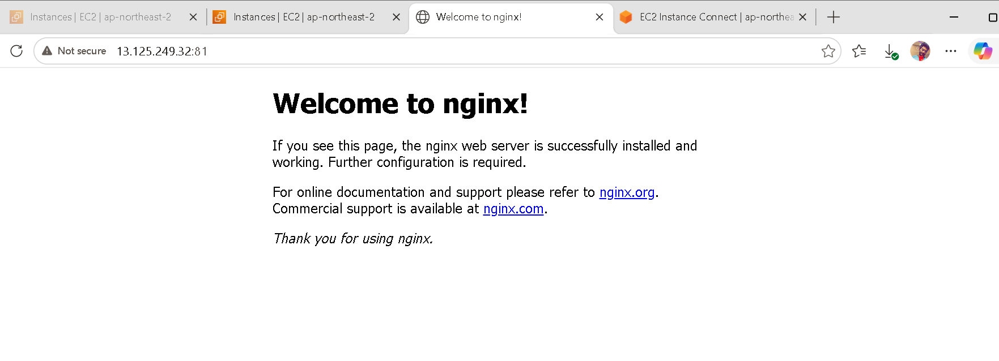 Instances | EC2 | ap-northeast-2
Instances | EC2 | ap-northeast-2
Welcome to nginx!
EC2 Instance Connect | ap-northea
Not secure
13.125.249.32:81
Welcome to nginx!
If you see this page, the nginx web server is successfully installed and
working. Further configuration is required.
For online documentation and support please refer to nginx.org.
Commercial support is available at nginx.com.
Thank you for using nginx.